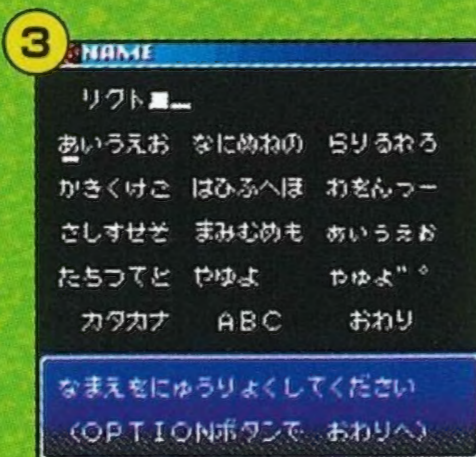 3
NAME
リクト
あいうえお なにぬねの らりるれろ
かきくけこ はひふへほ わをんっー
さしすせそ まみむめも ぁぃぅぇぉ
たちつてと やゆよ ゃゅょ゛゜
カタカナ ABC おわり
なまえをにゅうりょくしてください
(OPTIONボタンで おわりへ)